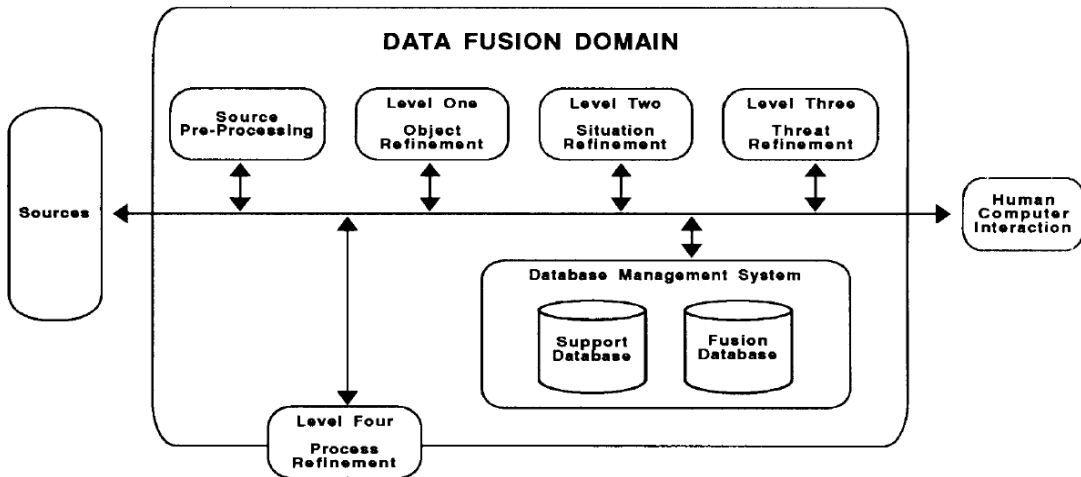 DATA FUSION DOMAIN
Source
Pre-Processing
Level One
Object
Refinement
Level Two
Situation
Refinement
Level Three
Threat
Refinement
Sources
Human
Computer
Interaction
Database Management System
Support
Database
Fusion
Database
Level Four
Process
Refinement